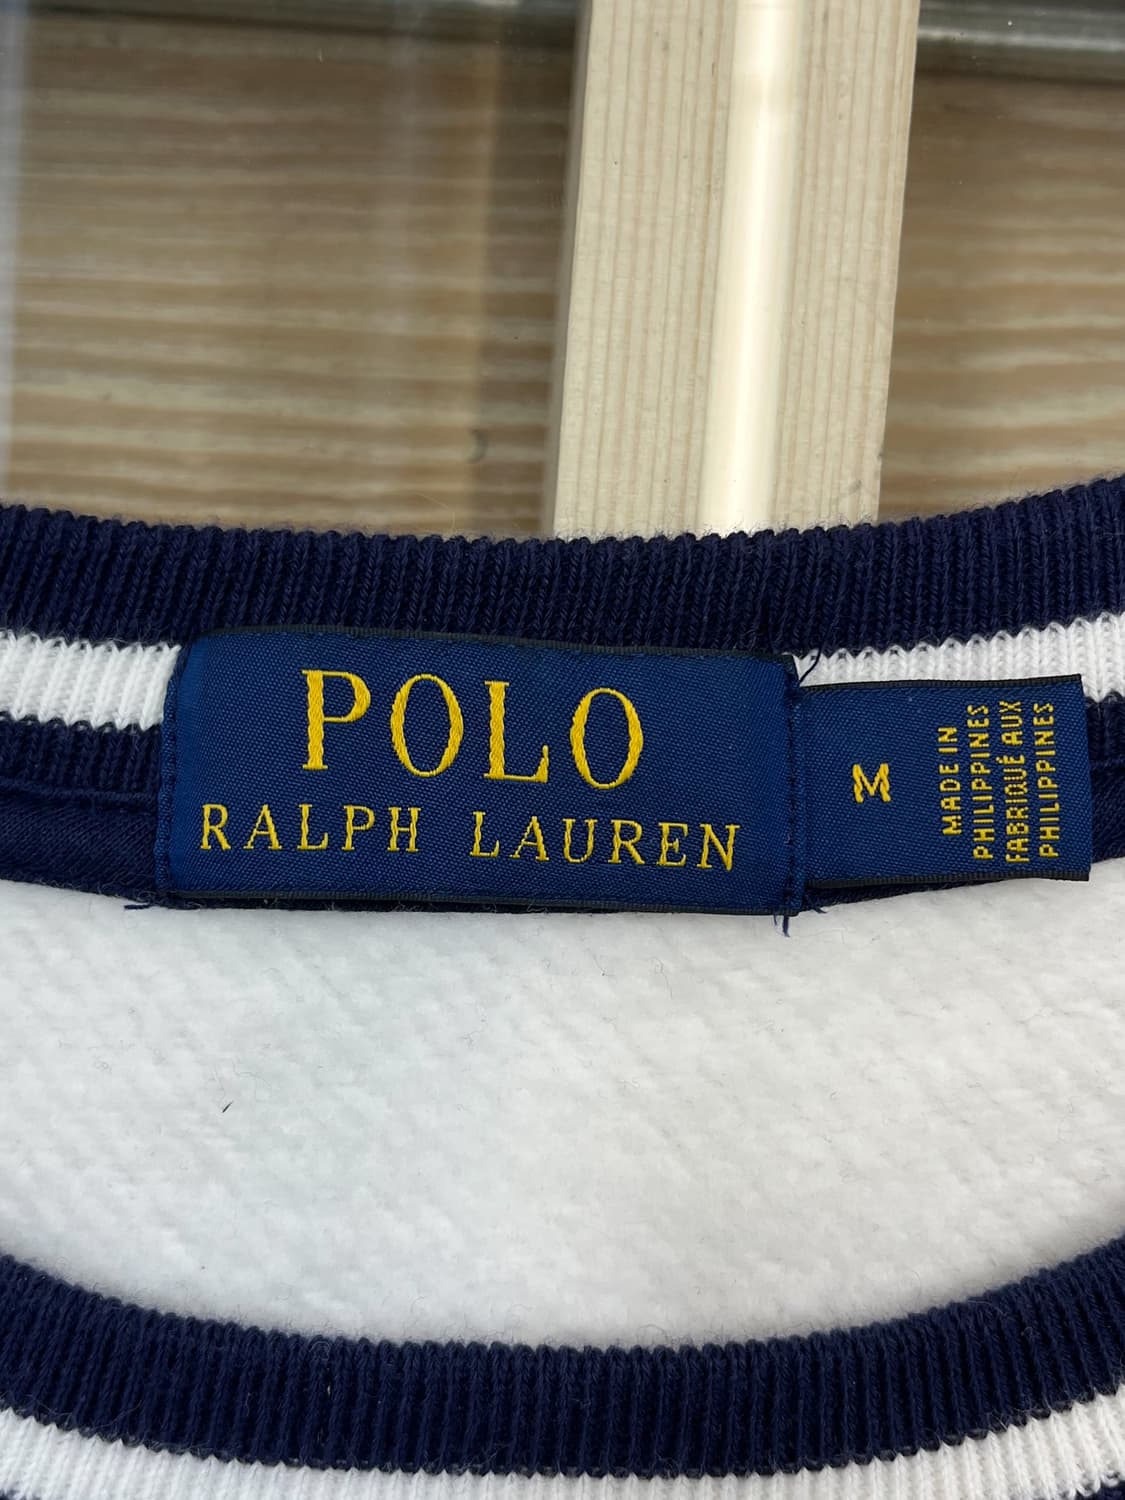 POLO
RALPH LAUREN
M
MADE IN
PHILIPPINES
FABRIQUÉ AUX
PHILIPPINES